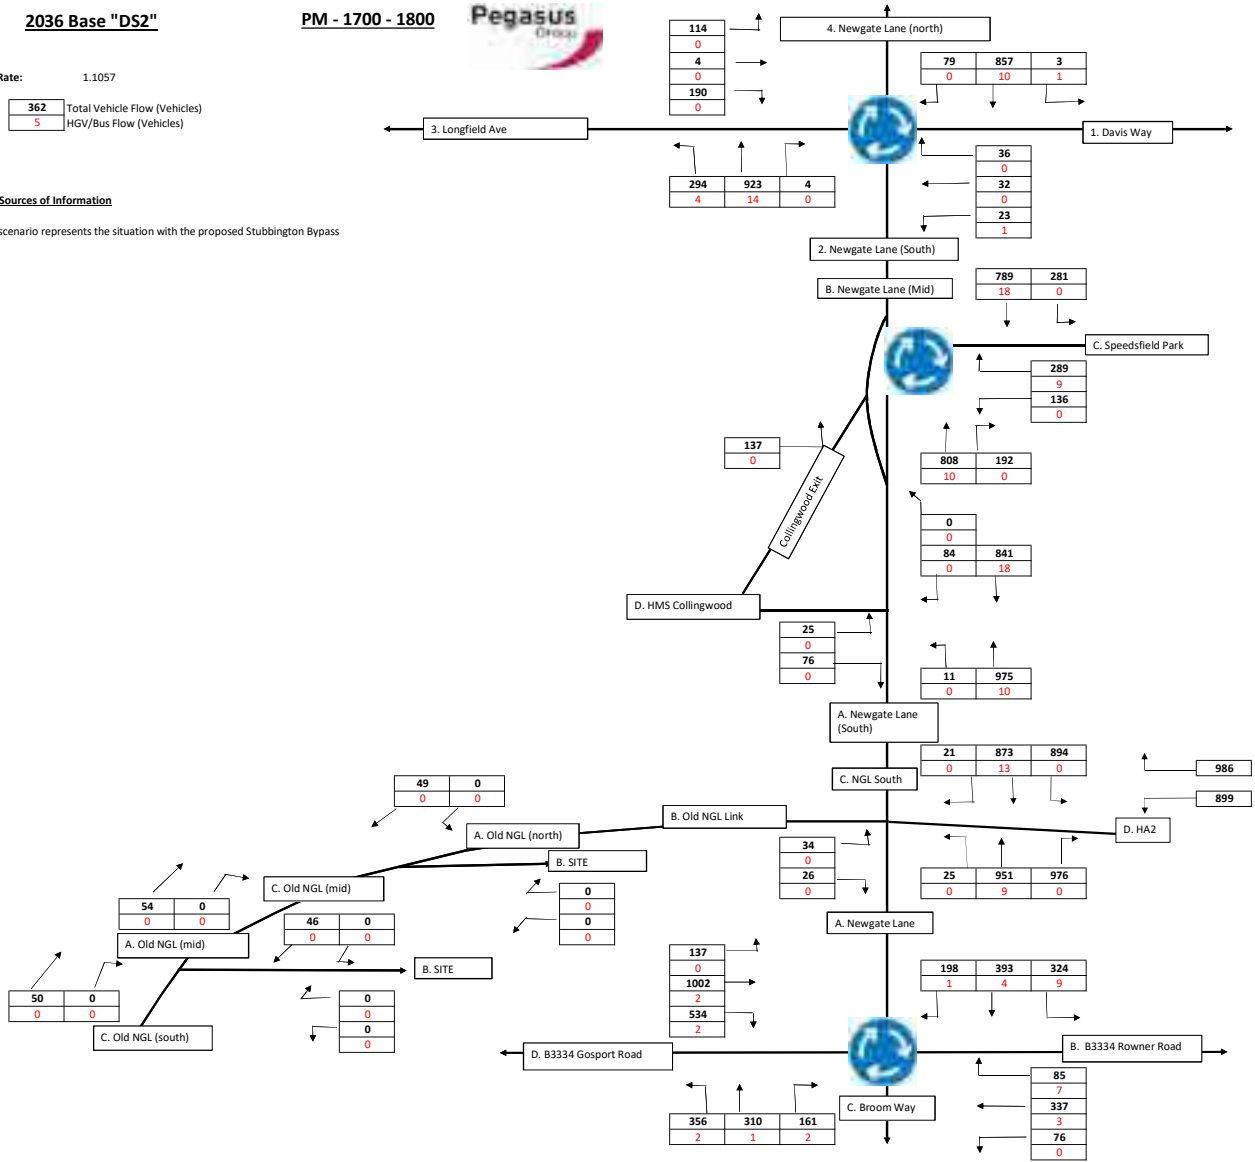 2036 Base "DS2"
PM - 1700 - 1800
Pegasus
Group
Rate: 1.1057
362 Total Vehicle Flow (Vehicles)
5 HGV/Bus Flow (Vehicles)
Sources of Information
scenario represents the situation with the proposed Stubbington Bypass
114
0
4
0
190
0
4. Newgate Lane (north)
79 857 3
0 10 1
3. Longfield Ave
1. Davis Way
294 923 4
4 14 0
36
0
32
0
23
1
2. Newgate Lane (South)
B. Newgate Lane (Mid)
789 281
18 0
C. Speedsfield Park
289
9
136
0
137
0
808 192
10 0
Collingwood Exit
0
0
84 841
0 18
D. HMS Collingwood
25
0
76
0
11 975
0 10
A. Newgate Lane
(South)
C. NGL South
21 873 894
0 13 0
986
899
49 0
0 0
B. Old NGL Link
A. Old NGL (north)
D. HA2
34
0
26
0
25 951 976
0 9 0
B. SITE
C. Old NGL (mid)
0
0
0
0
54 0
0 0
46 0
0 0
A. Newgate Lane
A. Old NGL (mid)
B. SITE
137
0
1002
2
534
2
198 393 324
1 4 9
50 0
0 0
0
0
0
0
C. Old NGL (south)
D. B3334 Gosport Road
B. B3334 Rowner Road
85
7
337
3
76
0
C. Broom Way
356 310 161
2 1 2